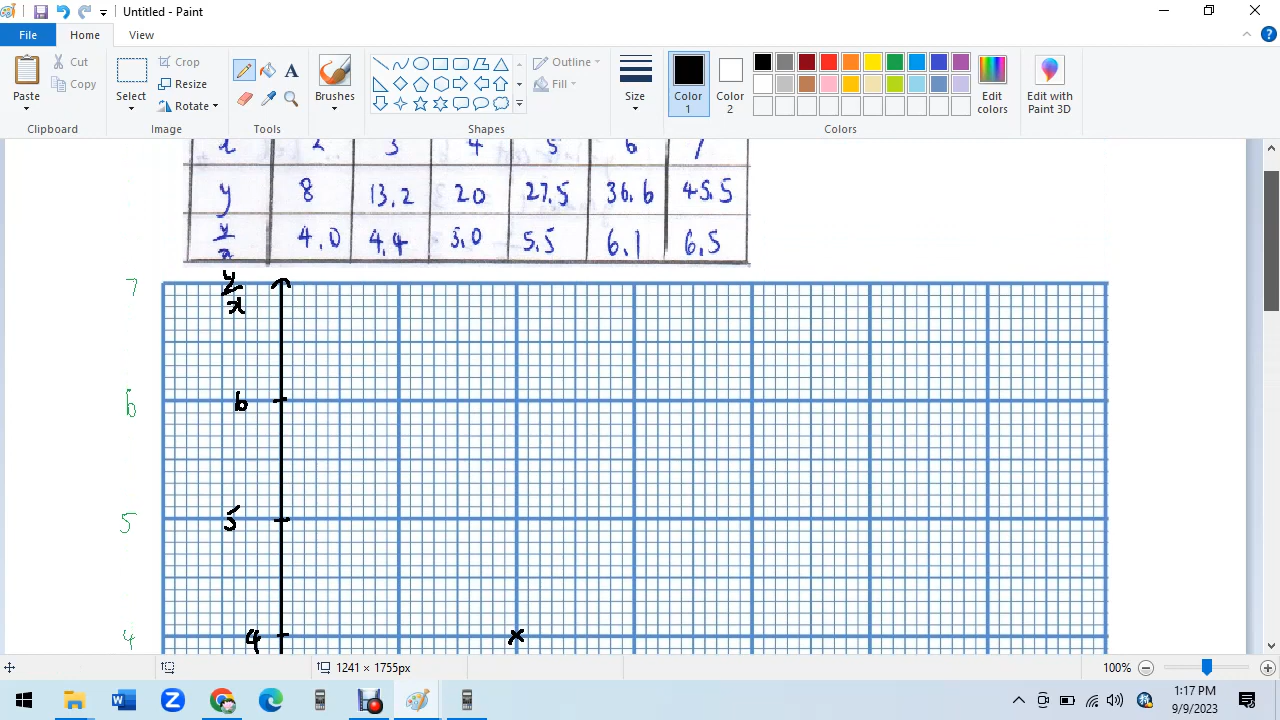 Untitled - Paint
File Home View
Paste
Cut
Copy
Clipboard
Select
Crop
Resize
Rotate
Image
Tools
Brushes
Shapes
Outline
Fill
Size
Color 1
Color 2
Edit colors
Edit with Paint 3D
Colors
x 2 3 4 5 6 7
y 8 13.2 20 27.5 36.6 45.5
y/x 4.0 4.4 5.0 5.5 6.1 6.5
7 y/x
6 6
5 5
4 4 ×
1241 × 1755px 100%
1:17 PM
9/9/2023